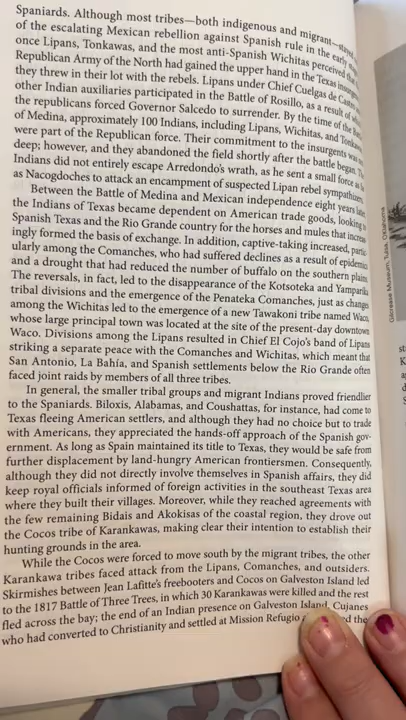 Spaniards. Although most tribes—both indigenous and migrant—
of the escalating Mexican rebellion against Spanish rule in the early
once Lipans, Tonkawas, and the most anti-Spanish Wichitas perceived that
Republican Army of the North had gained the upper hand in the Texas
they threw in their lot with the rebels. Lipans under Chief Cuelgas de Castro
other Indian auxiliaries participated in the Battle of Rosillo, as a result of
the republicans forced Governor Salcedo to surrender. By the time of the Battle
of Medina, approximately 100 Indians, including Lipans, Wichitas, and Tonkawas
were part of the Republican force. Their commitment to the insurgents was
deep; however, and they abandoned the field shortly after the battle began.
Indians did not entirely escape Arredondo's wrath, as he sent a small force as
as Nacogdoches to attack an encampment of suspected Lipan rebel sympathizers.
Between the Battle of Medina and Mexican independence eight years later
the Indians of Texas became dependent on American trade goods, looking to
Spanish Texas and the Rio Grande country for the horses and mules that increas
ingly formed the basis of exchange. In addition, captive-taking increased, partic
ularly among the Comanches, who had suffered declines as a result of epidemics
and a drought that had reduced the number of buffalo on the southern plains.
The reversals, in fact, led to the disappearance of the Kotsoteka and Yamparika
tribal divisions and the emergence of the Penateka Comanches, just as changes
among the Wichitas led to the emergence of a new Tawakoni tribe named Waco,
whose large principal town was located at the site of the present-day downtown
Waco. Divisions among the Lipans resulted in Chief El Cojo's band of Lipans
striking a separate peace with the Comanches and Wichitas, which meant that
San Antonio, La Bahía, and Spanish settlements below the Rio Grande often
faced joint raids by members of all three tribes.
In general, the smaller tribal groups and migrant Indians proved friendlier
to the Spaniards. Biloxis, Alabamas, and Coushattas, for instance, had come to
Texas fleeing American settlers, and although they had no choice but to trade
with Americans, they appreciated the hands-off approach of the Spanish gov-
ernment. As long as Spain maintained its title to Texas, they would be safe from
further displacement by land-hungry American frontiersmen. Consequently,
although they did not directly involve themselves in Spanish affairs, they did
keep royal officials informed of foreign activities in the southeast Texas area
where they built their villages. Moreover, while they reached agreements with
the few remaining Bidais and Akokisas of the coastal region, they drove out
the Cocos tribe of Karankawas, making clear their intention to establish their
hunting grounds in the area.
While the Cocos were forced to move south by the migrant tribes, the other
Karankawa tribes faced attack from the Lipans, Comanches, and outsiders.
Skirmishes between Jean Lafitte's freebooters and Cocos on Galveston Island led
to the 1817 Battle of Three Trees, in which 30 Karankawas were killed and the rest
fled across the bay; the end of an Indian presence on Galveston Island. Cujanes
who had converted to Christianity and settled at Mission Refugio the
Gilcrease Museum, Tulsa, Oklahoma